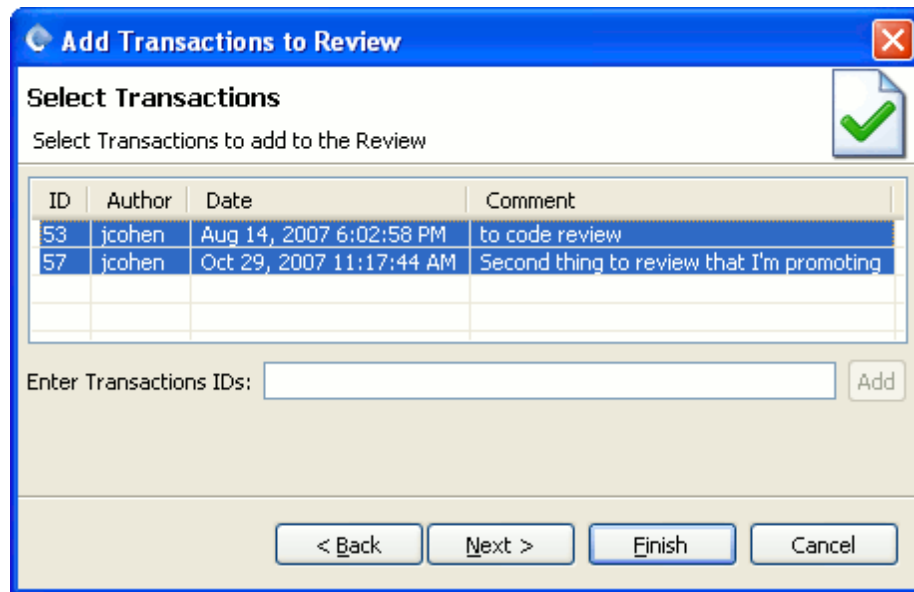 Add Transactions to Review
Select Transactions
Select Transactions to add to the Review
ID Author Date Comment
53 jcohen Aug 14, 2007 6:02:58 PM to code review
57 jcohen Oct 29, 2007 11:17:44 AM Second thing to review that I'm promoting
Enter Transactions IDs: Add
< Back Next > Finish Cancel